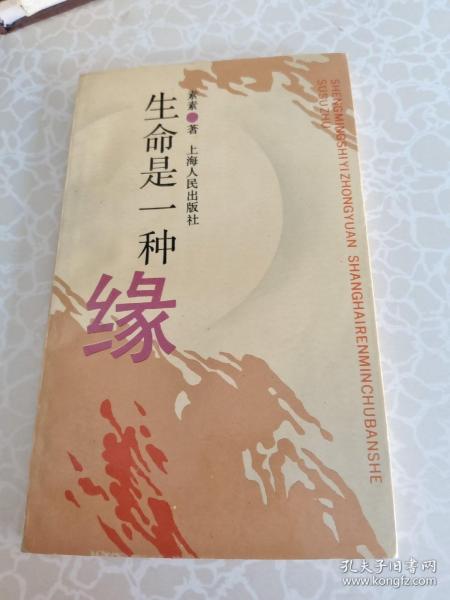 生命是一种
缘
素素 著 上海人民出版社
SHENGMINGSHIYIZHONGYUAN SHANGHAIRENMINCHUBANSHE
SUSUZHU
孔夫子旧书网
www.kongfz.com